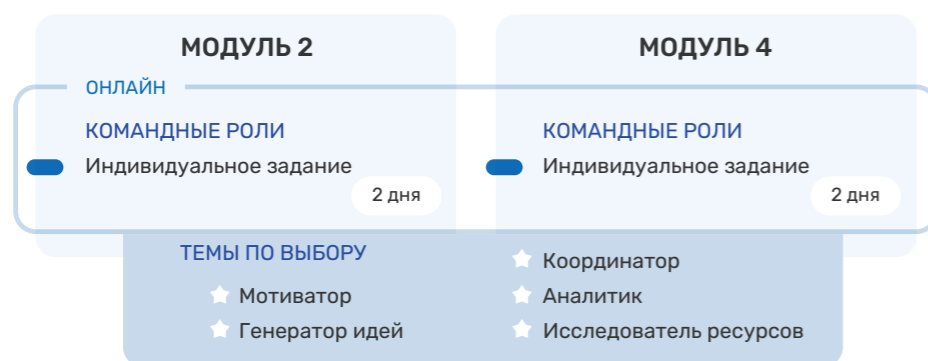 МОДУЛЬ 2
МОДУЛЬ 4
ОНЛАЙН
КОМАНДНЫЕ РОЛИ
Индивидуальное задание
2 дня
КОМАНДНЫЕ РОЛИ
Индивидуальное задание
2 дня
ТЕМЫ ПО ВЫБОРУ
Мотиватор
Генератор идей
Координатор
Аналитик
Исследователь ресурсов